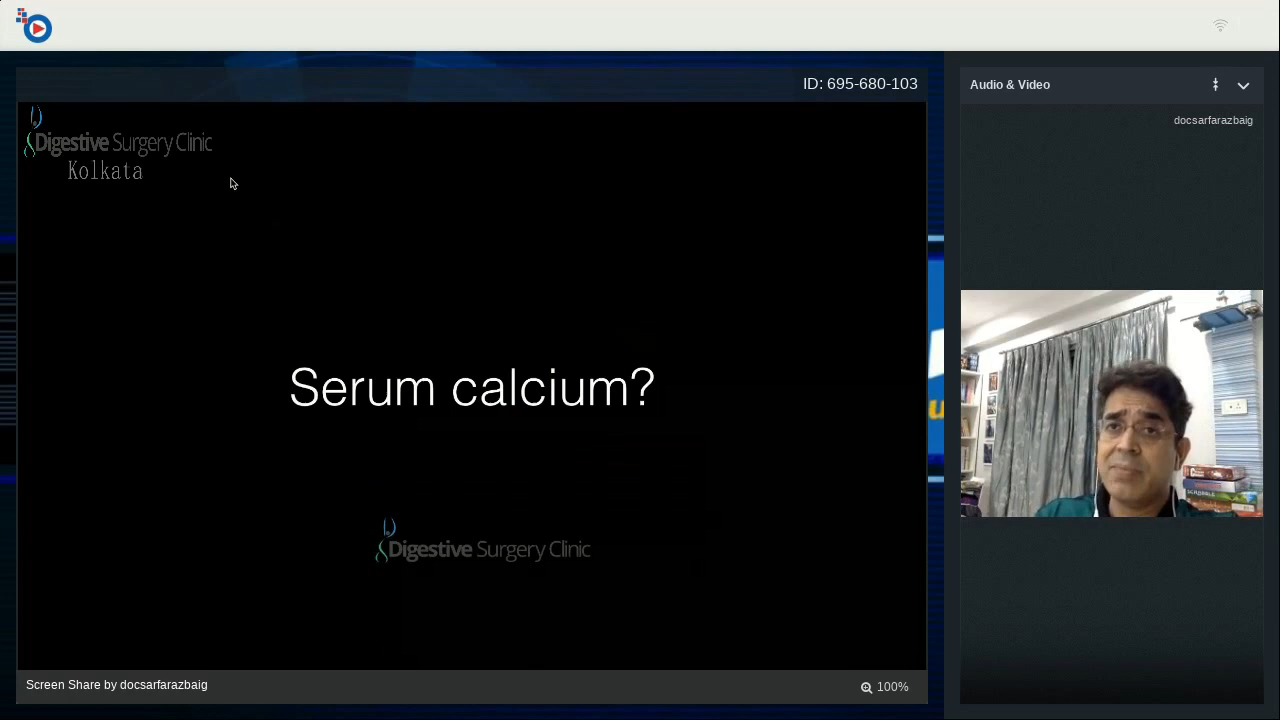 ID: 695-680-103
Audio & Video
docsarfarazbaig
Digestive Surgery Clinic
Kolkata
Serum calcium?
Digestive Surgery Clinic
SCRABBLE
Screen Share by docsarfarazbaig
100%